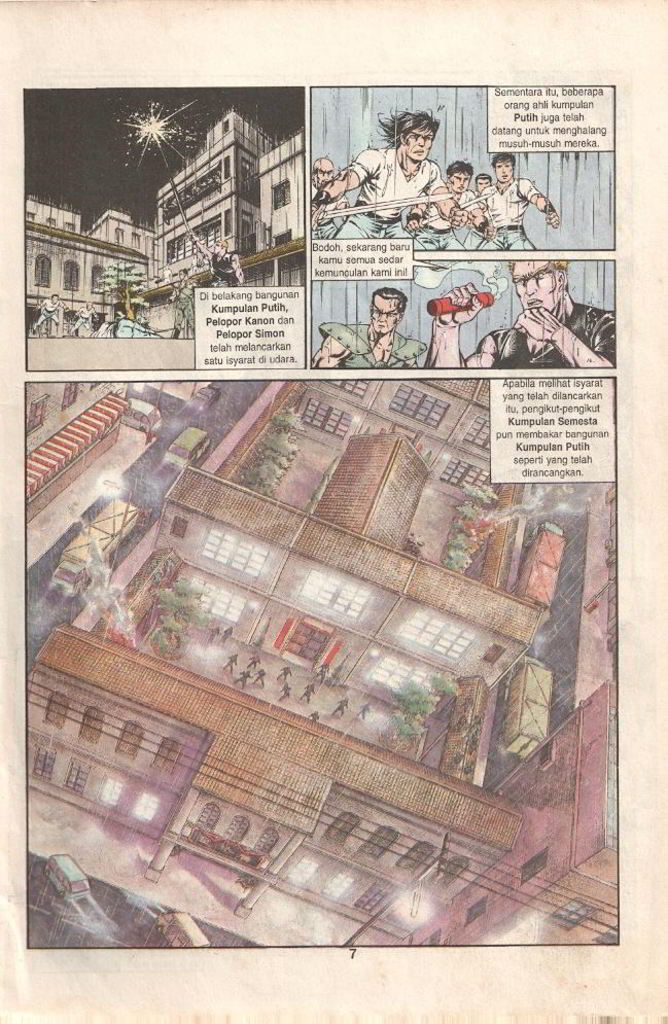 Di belakang bangunan
Kumpulan Putih,
Pelopor Kanon dan
Pelopor Simon
telah melancarkan
satu isyarat di udara.
Sementara itu, beberapa
orang ahli kumpulan
Putih juga telah
datang untuk menghalang
musuh-musuh mereka.
Bodoh, sekarang baru
kamu semua sedar
kemunculan kami ini!
Apabila melihat isyarat
yang telah dilancarkan
itu, pengikut-pengikut
Kumpulan Semesta
pun membakar bangunan
Kumpulan Putih
seperti yang telah
dirancangkan.
7